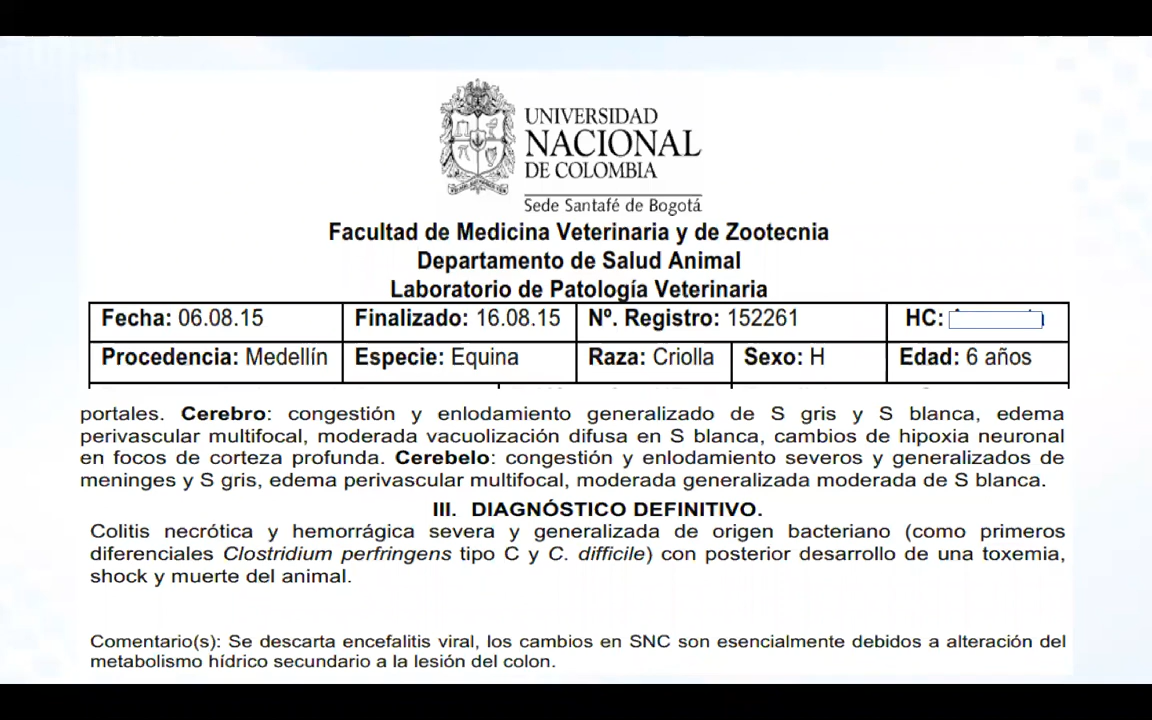 UNIVERSIDAD
NACIONAL
DE COLOMBIA
Sede Santafé de Bogotá
Facultad de Medicina Veterinaria y de Zootecnia
Departamento de Salud Animal
Laboratorio de Patología Veterinaria
Fecha: 06.08.15 Finalizado: 16.08.15 Nº. Registro: 152261 HC:
Procedencia: Medellín Especie: Equina Raza: Criolla Sexo: H Edad: 6 años
portales. Cerebro: congestión y enlodamiento generalizado de S gris y S blanca, edema
perivascular multifocal, moderada vacuolización difusa en S blanca, cambios de hipoxia neuronal
en focos de corteza profunda. Cerebelo: congestión y enlodamiento severos y generalizados de
meninges y S gris, edema perivascular multifocal, moderada generalizada moderada de S blanca.
III. DIAGNÓSTICO DEFINITIVO.
Colitis necrótica y hemorrágica severa y generalizada de origen bacteriano (como primeros
diferenciales Clostridium perfringens tipo C y C. difficile) con posterior desarrollo de una toxemia,
shock y muerte del animal.
Comentario(s): Se descarta encefalitis viral, los cambios en SNC son esencialmente debidos a alteración del
metabolismo hídrico secundario a la lesión del colon.